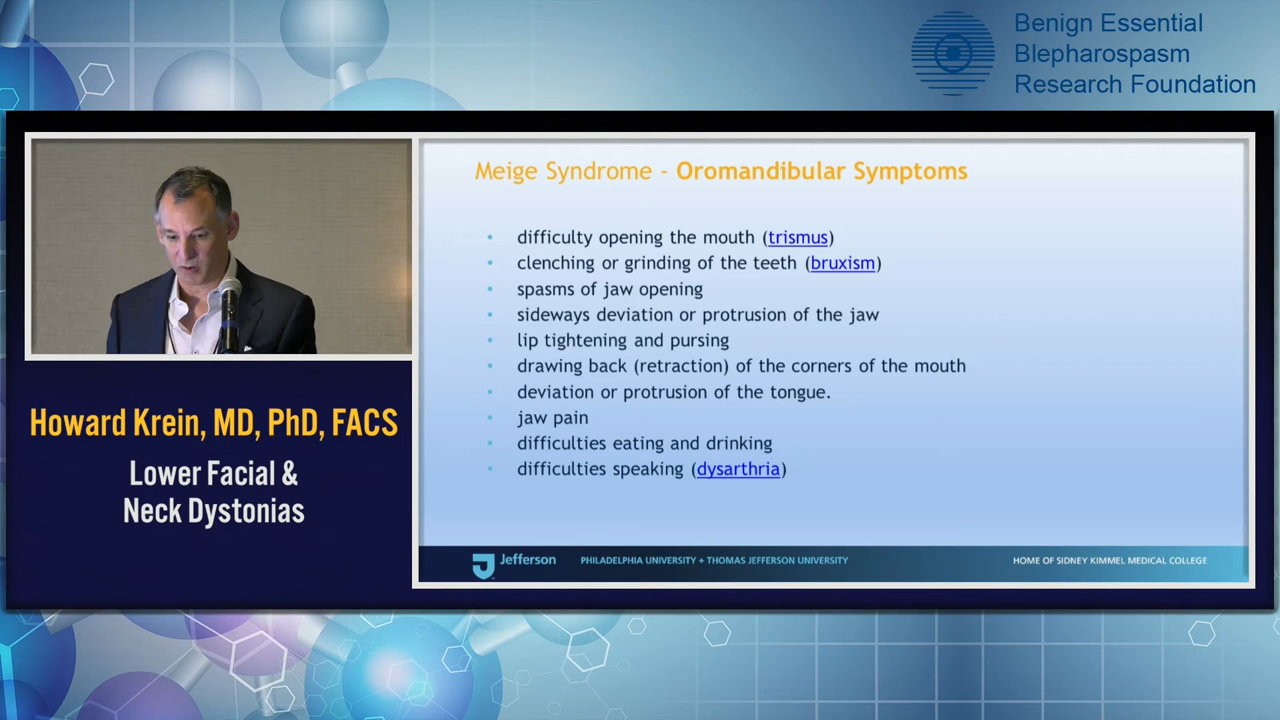 Benign Essential
Blepharospasm
Research Foundation
Meige Syndrome - Oromandibular Symptoms
• difficulty opening the mouth (trismus)
• clenching or grinding of the teeth (bruxism)
• spasms of jaw opening
• sideways deviation or protrusion of the jaw
• lip tightening and pursing
• drawing back (retraction) of the corners of the mouth
• deviation or protrusion of the tongue.
• jaw pain
• difficulties eating and drinking
• difficulties speaking (dysarthria)
Howard Krein, MD, PhD, FACS
Lower Facial &
Neck Dystonias
Jefferson PHILADELPHIA UNIVERSITY + THOMAS JEFFERSON UNIVERSITY HOME OF SIDNEY KIMMEL MEDICAL COLLEGE